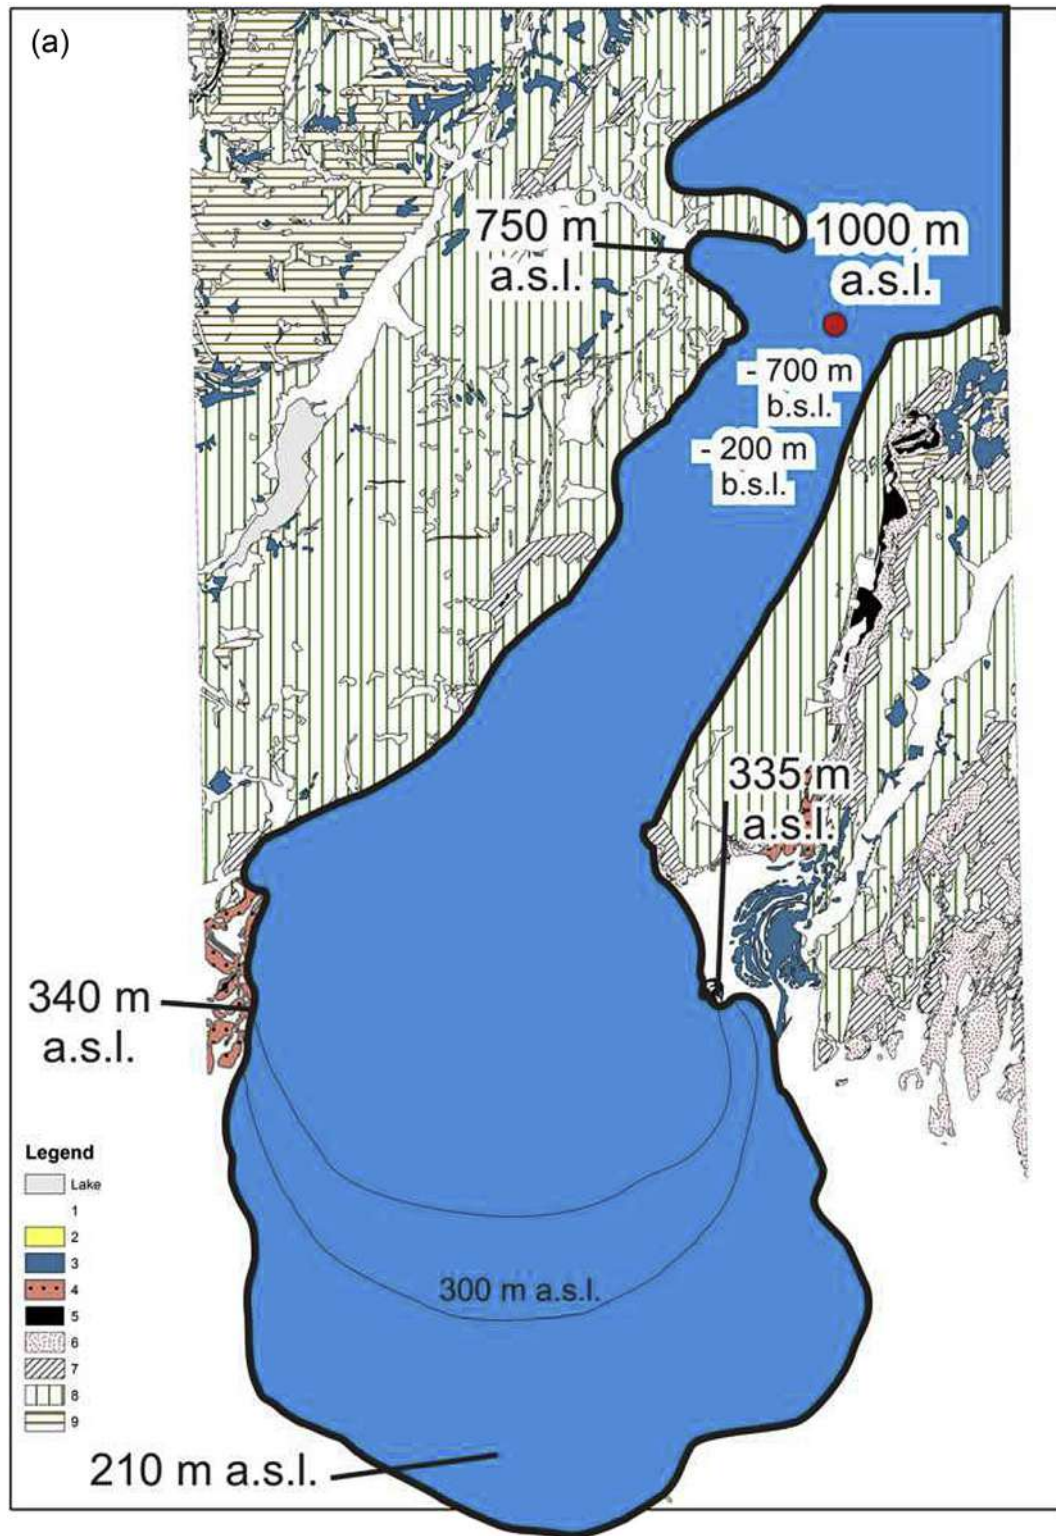 (a)
750 m
a.s.l.
1000 m
a.s.l.
- 700 m
b.s.l.
- 200 m
b.s.l.
335 m
a.s.l.
340 m
a.s.l.
300 m a.s.l.
210 m a.s.l.
Legend
Lake
1
2
3
4
5
6
7
8
9